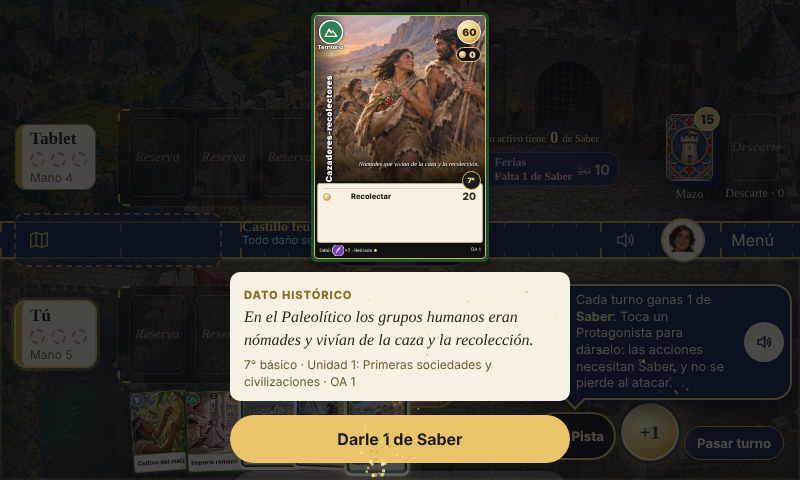 Territorio
60
0
Cazadores-recolectores
Nómades que vivían de la caza y la recolección.
7°
Recolectar
20
Débil
×2 · Retirada
OA 1
Tablet
Mano 4
Reserva
Reserva
Reserva
u activo tiene 0 de Saber
Ferias
Falta 1 de Saber 20 10
15
Mazo
Descarte
Descarte · 0
Castillo feu
Todo daño s
Menú
Tú
Mano 5
Reserva
DATO HISTÓRICO
En el Paleolítico los grupos humanos eran
nómades y vivían de la caza y la recolección.
7° básico · Unidad 1: Primeras sociedades y
civilizaciones · OA 1
Darle 1 de Saber
Cada turno ganas 1 de
Saber. Toca un
Protagonista para
dárselo: las acciones
necesitan Saber, y no se
pierde al atacar.
Cultivo del maíz
Imperio romano
Pista
+1
Pasar turno